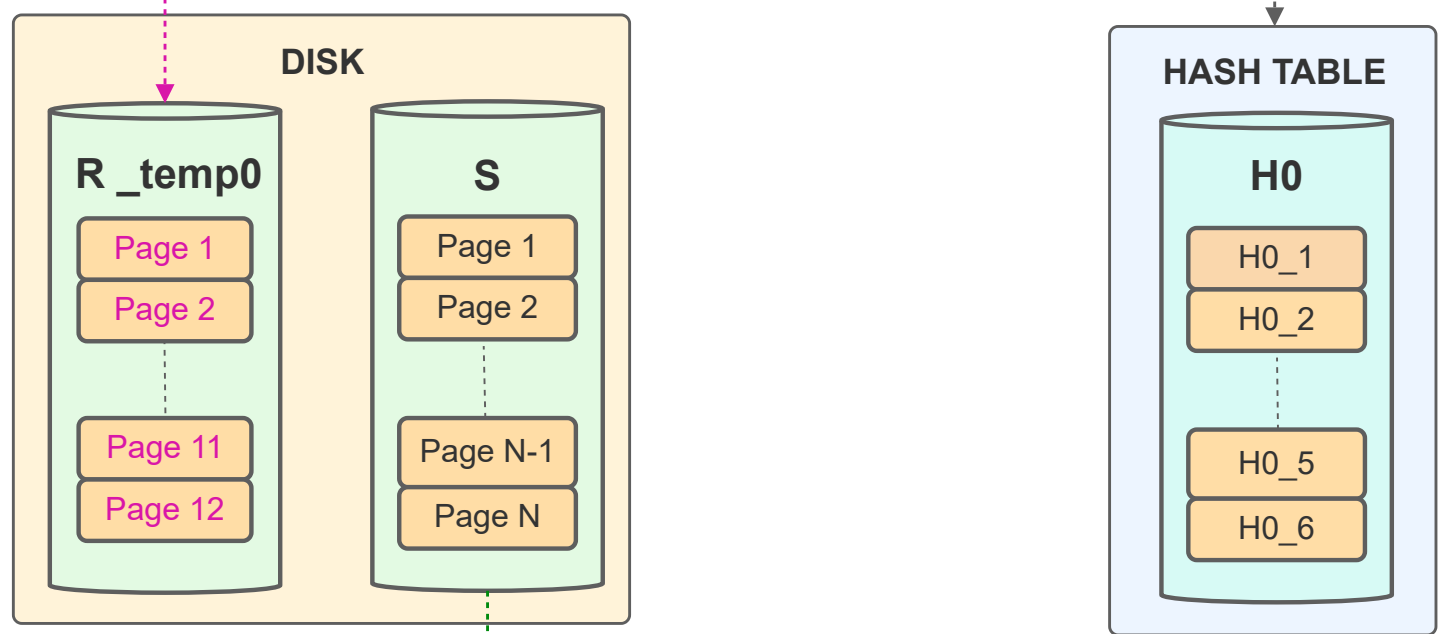 DISK
R _temp0
Page 1
Page 2
Page 11
Page 12
S
Page 1
Page 2
Page N-1
Page N
HASH TABLE
H0
H0_1
H0_2
H0_5
H0_6